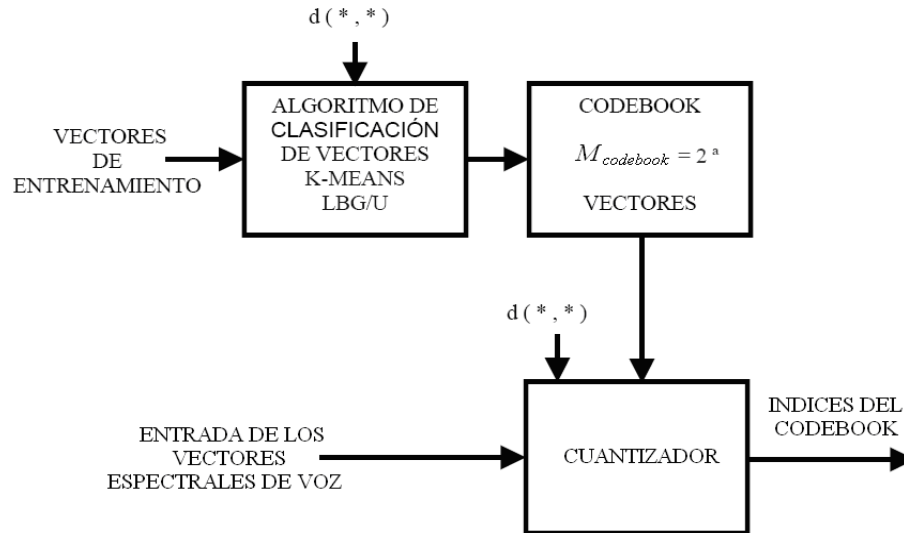 d ( * , * )
VECTORES
DE
ENTRENAMIENTO
ALGORITMO DE
CLASIFICACIÓN
DE VECTORES
K-MEANS
LBG/U
CODEBOOK
M codebook = 2 ª
VECTORES
d ( * , * )
ENTRADA DE LOS
VECTORES
ESPECTRALES DE VOZ
CUANTIZADOR
INDICES DEL
CODEBOOK